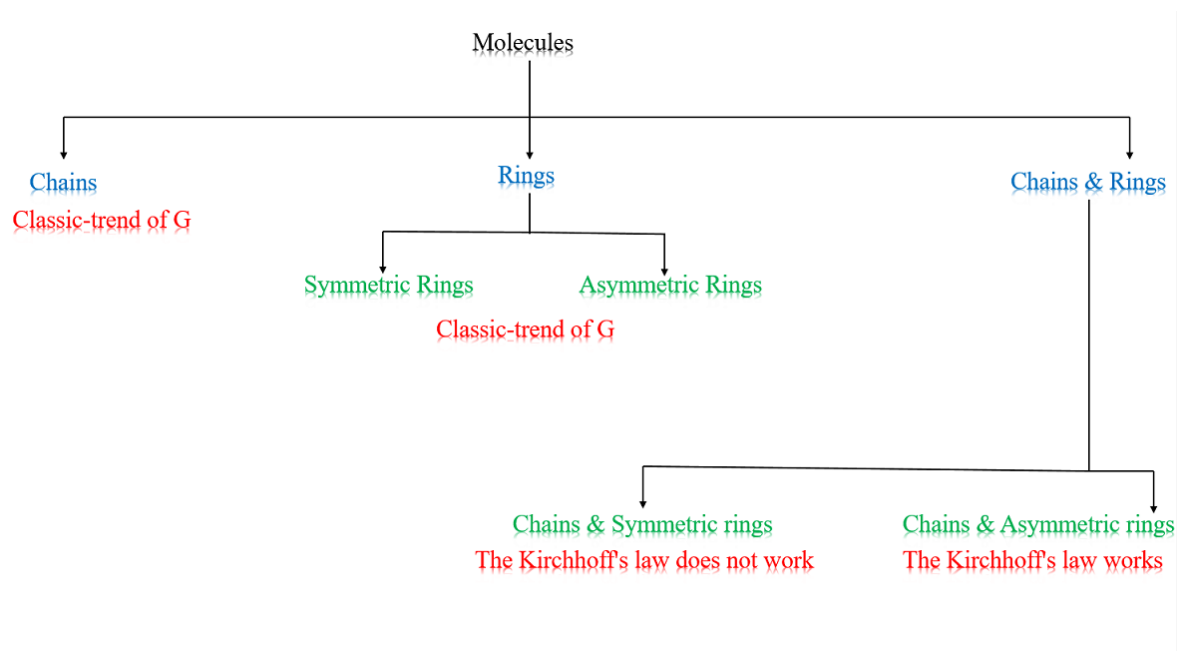 Molecules
Chains
Rings
Chains & Rings
Classic-trend of G
Symmetric Rings
Asymmetric Rings
Classic-trend of G
Chains & Symmetric rings
Chains & Asymmetric rings
The Kirchhoff's law does not work
The Kirchhoff's law works